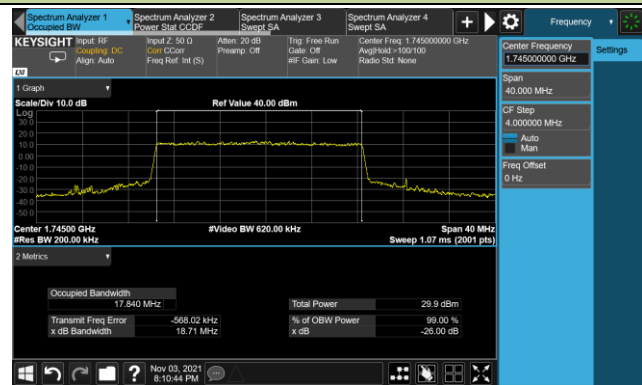 Spectrum Analyzer 1
Occupied BW
Spectrum Analyzer 2
Power Stat CCDF
Spectrum Analyzer 3
Swept SA
Spectrum Analyzer 4
Swept SA
Frequency
KEYSIGHT
Input: RF
Coupling: DC
Align: Auto
Input Z: 50 Ω
Corr CCorr
Freq Ref: Int (S)
Atten: 20 dB
Preamp: Off
Trig: Free Run
Gate: Off
#IF Gain: Low
Center Freq: 1.745000000 GHz
Avg|Hold:>100/100
Radio Std: None
LXI
Center Frequency
1.745000000 GHz
Settings
Span
40.000 MHz
CF Step
4.000000 MHz
Auto
Man
Freq Offset
0 Hz
1 Graph
Scale/Div 10.0 dB
Ref Value 40.00 dBm
Log
30.0
20.0
10.0
0.00
-10.0
-20.0
-30.0
-40.0
-50.0
Center 1.74500 GHz
#Video BW 620.00 kHz
Span 40 MHz
#Res BW 200.00 kHz
Sweep 1.07 ms (2001 pts)
2 Metrics
Occupied Bandwidth
17.840 MHz
Total Power
29.9 dBm
Transmit Freq Error
-568.02 kHz
% of OBW Power
99.00 %
x dB Bandwidth
18.71 MHz
x dB
-26.00 dB
?
Nov 03, 2021
8:10:44 PM